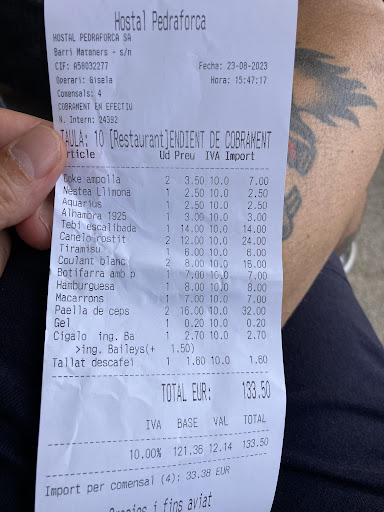 Hostal Pedraforca
HOSTAL PEDRAFORCA SA
Barri Mataners - s/n
CIF: A58032277 Fecha: 23-08-2023
Operari: Gisela Hora: 15:47:17
Comensals: 4
COBRAMENT EN EFECTIU
N. Intern: 24392
TAULA: 10 [Restaurant]ENDIENT DE COBRAMENT
Article Ud Preu IVA Import
Coke ampolla 2 3.50 10.0 7.00
Nestea Llimona 1 2.50 10.0 2.50
Aquarius 1 2.50 10.0 2.50
Alhambra 1925 1 3.00 10.0 3.00
Tebi escalibada 1 14.00 10.0 14.00
Canelo rostit 2 12.00 10.0 24.00
Tiramisu 1 6.00 10.0 6.00
Coulant blanc 2 8.00 10.0 16.00
Botifarra amb p 1 7.00 10.0 7.00
Hamburguesa 1 8.00 10.0 8.00
Macarrons 1 7.00 10.0 7.00
Paella de ceps 2 16.00 10.0 32.00
Gel 1 0.20 10.0 0.20
Cigalo ing. Ba 1 2.70 10.0 2.70
>ing. Baileys(+ 1.50)
Tallat descafei 1 1.60 10.0 1.60
TOTAL EUR: 133.50
IVA BASE VAL TOTAL
10.00% 121.36 12.14 133.50
Import per comensal (4): 33.38 EUR
Gracies i fins aviat